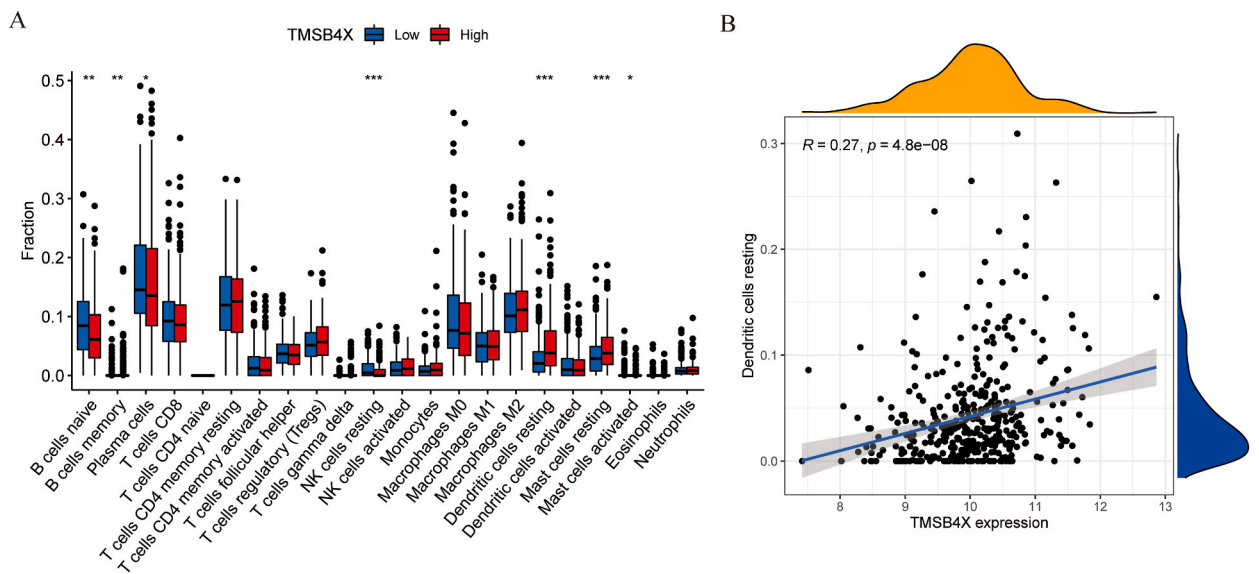 A
TMSB4X Low High
** ** * *** *** *** *
0.5
0.4
0.3
0.2
0.1
0.0
Fraction
B cells naive
B cells memory
Plasma cells
T cells CD8
T cells CD4 naive
T cells CD4 memory resting
T cells CD4 memory activated
T cells follicular helper
T cells regulatory (Tregs)
T cells gamma delta
NK cells resting
NK cells activated
Monocytes
Macrophages M0
Macrophages M1
Macrophages M2
Dendritic cells resting
Dendritic cells activated
Mast cells resting
Mast cells activated
Eosinophils
Neutrophils
B
R = 0.27, p = 4.8e−08
0.3
0.2
0.1
0.0
Dendritic cells resting
8 9 10 11 12 13
TMSB4X expression